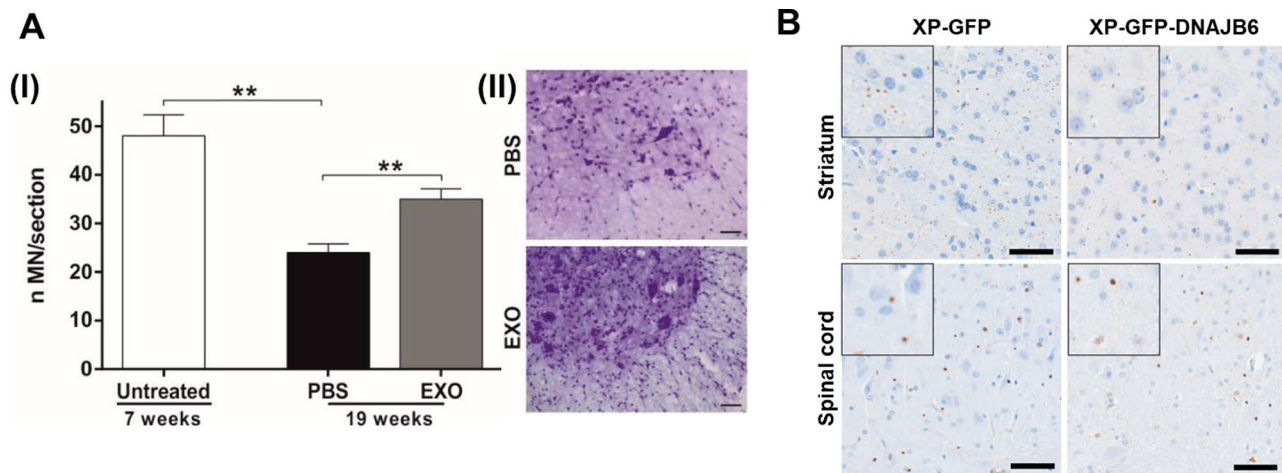 A
(I)
n MN/section
50
40
30
20
10
0
**
**
Untreated
PBS
EXO
7 weeks
19 weeks
(II)
PBS
EXO
B
XP-GFP
XP-GFP-DNAJB6
Striatum
Spinal cord